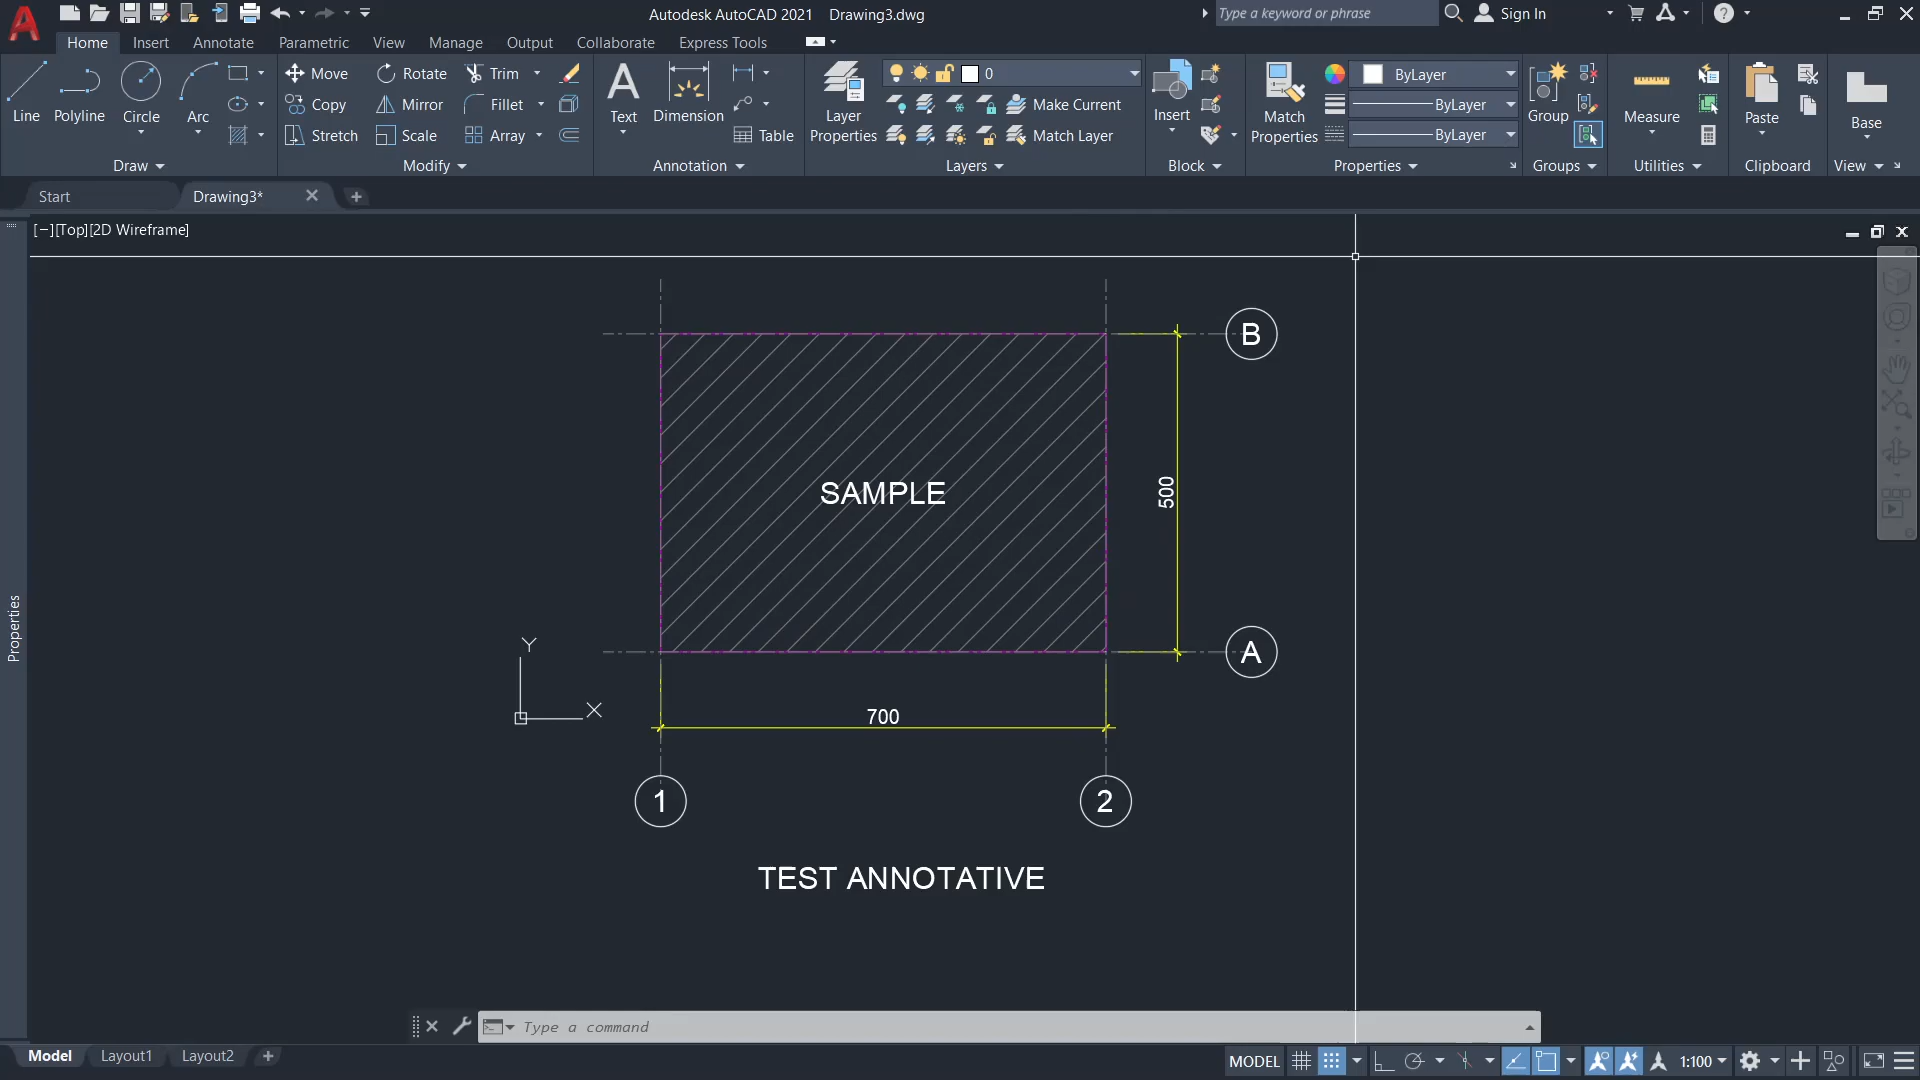 Autodesk AutoCAD 2021 Drawing3.dwg
Type a keyword or phrase
Sign In
Home Insert Annotate Parametric View Manage Output Collaborate Express Tools
Line
Polyline
Circle
Arc
Move
Rotate
Trim
Copy
Mirror
Fillet
Stretch
Scale
Array
Text
Dimension
Table
Layer
Properties
0
Make Current
Match Layer
Insert
Match
Properties
ByLayer
ByLayer
ByLayer
Group
Measure
Paste
Base
Draw Modify Annotation Layers Block Properties Groups Utilities Clipboard View
Start
Drawing3*
[−][Top][2D Wireframe]
B
SAMPLE
500
A
Y
X
700
1
2
TEST ANNOTATIVE
Properties
Type a command
Model
Layout1
Layout2
MODEL
1:100